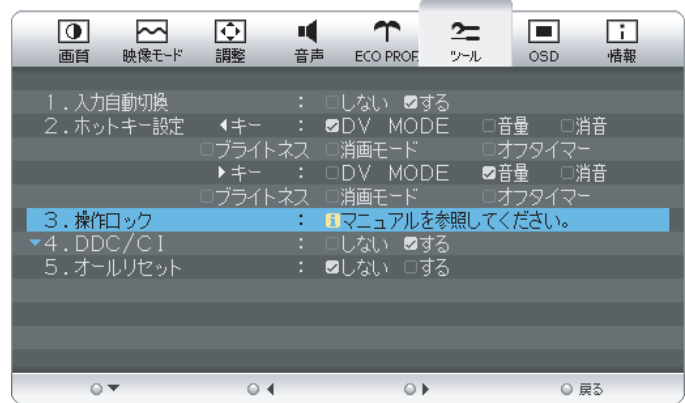 画質 映像モード 調整 音声 ECO PROF. ツール OSD 情報
1.入力自動切換 : しない する
2.ホットキー設定 ◀キー : DV MODE 音量 消音
ブライトネス 消画モード オフタイマー
▶キー : DV MODE 音量 消音
ブライトネス 消画モード オフタイマー
3.操作ロック : マニュアルを参照してください。
4.DDC/CI : しない する
5.オールリセット : しない する
戻る